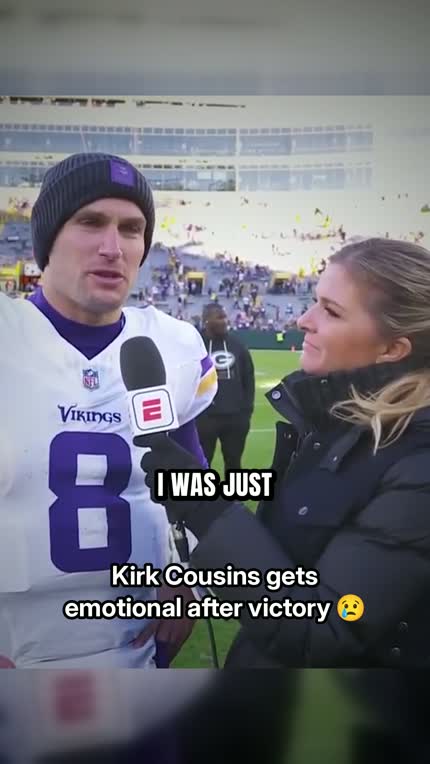 NFL
VIKINGS
8
E
G
I WAS JUST
Kirk Cousins gets
emotional after victory 😢